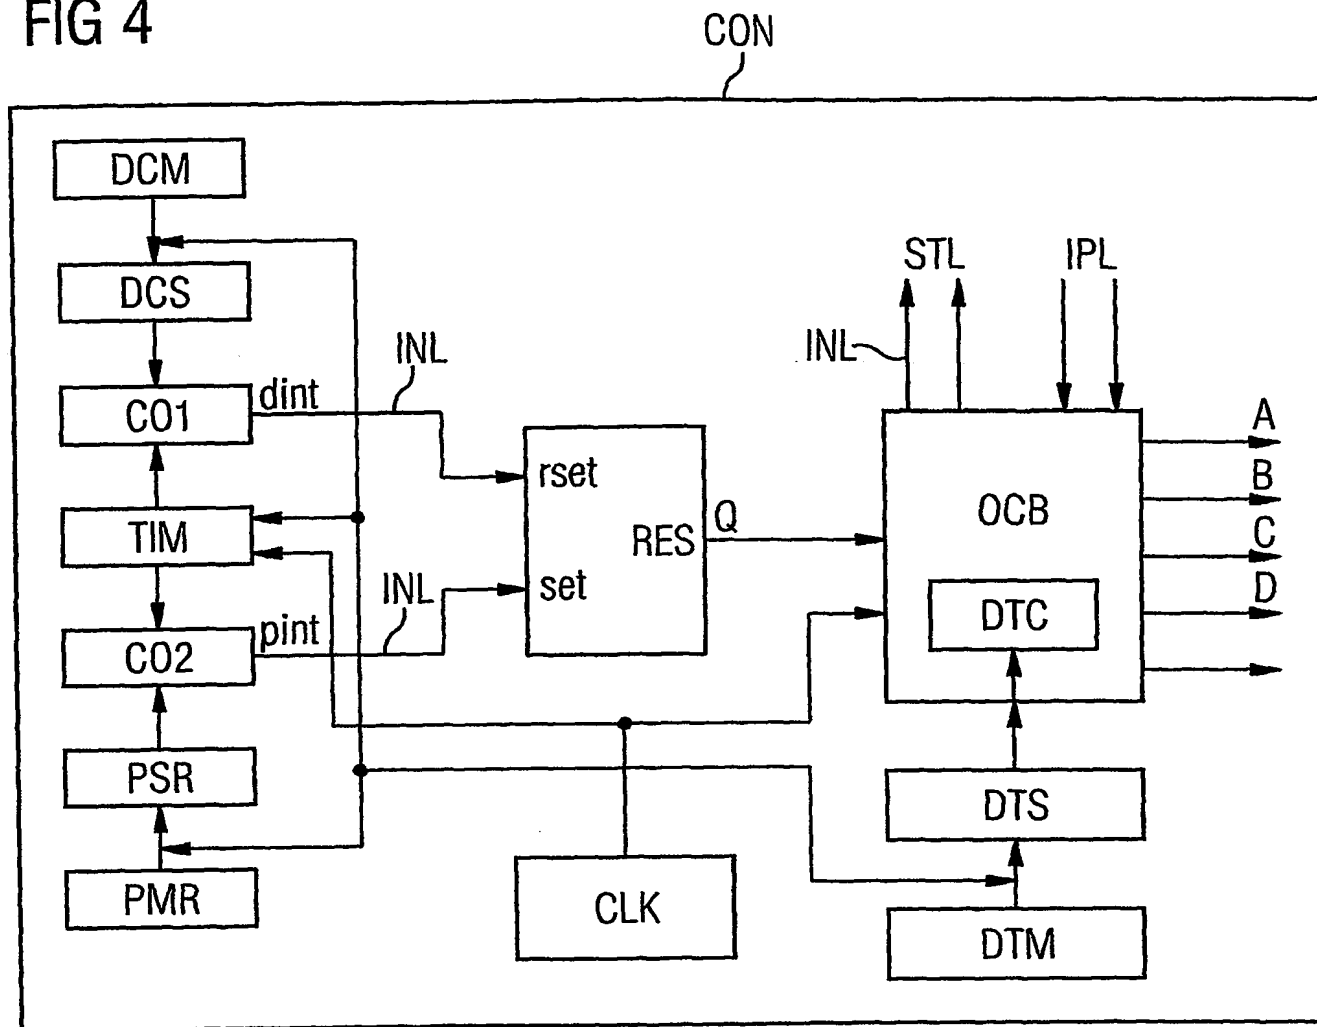 FIG 4
CON
DCM
DCS
STL
IPL
INL
INL
CO1
dint
A
rset
B
TIM
Q
RES
OCB
C
INL
set
D
DTC
pint
CO2
PSR
DTS
PMR
CLK
DTM